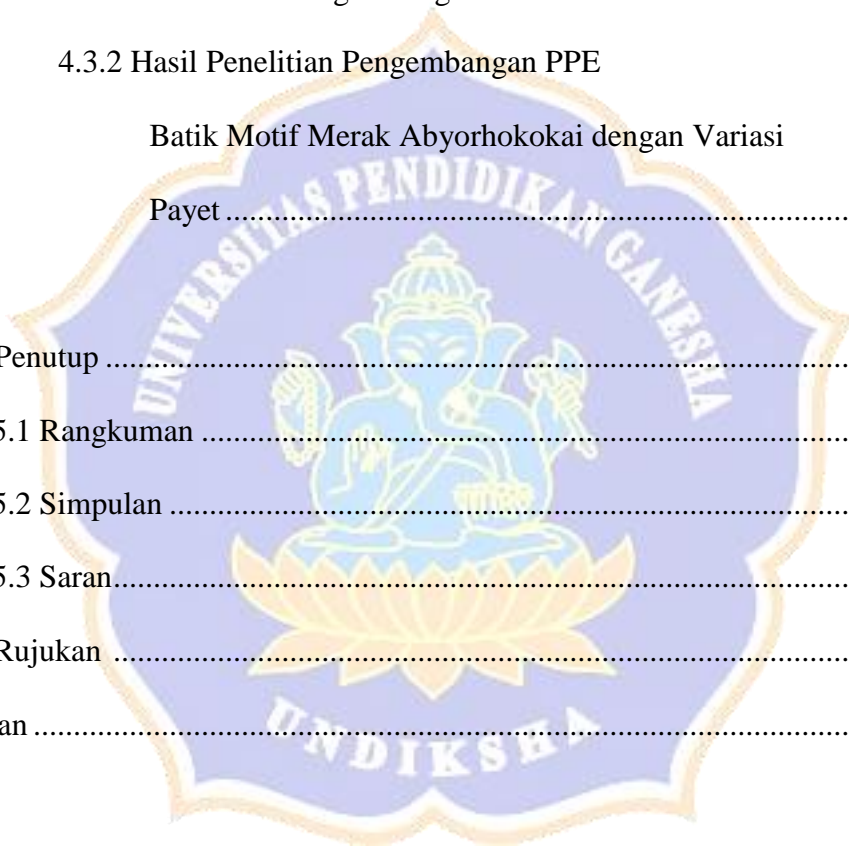 4.3.2 Hasil Penelitian Pengembangan PPE
Batik Motif Merak Abyorhokokai dengan Variasi
Payet ................................................................................
UNIVERSITAS PENDIDIKAN GANESHA
Penutup ................................................................................
5.1 Rangkuman ................................................................................
5.2 Simpulan ................................................................................
5.3 Saran................................................................................
Rujukan ................................................................................
an ................................................................................
UNDIKSHA